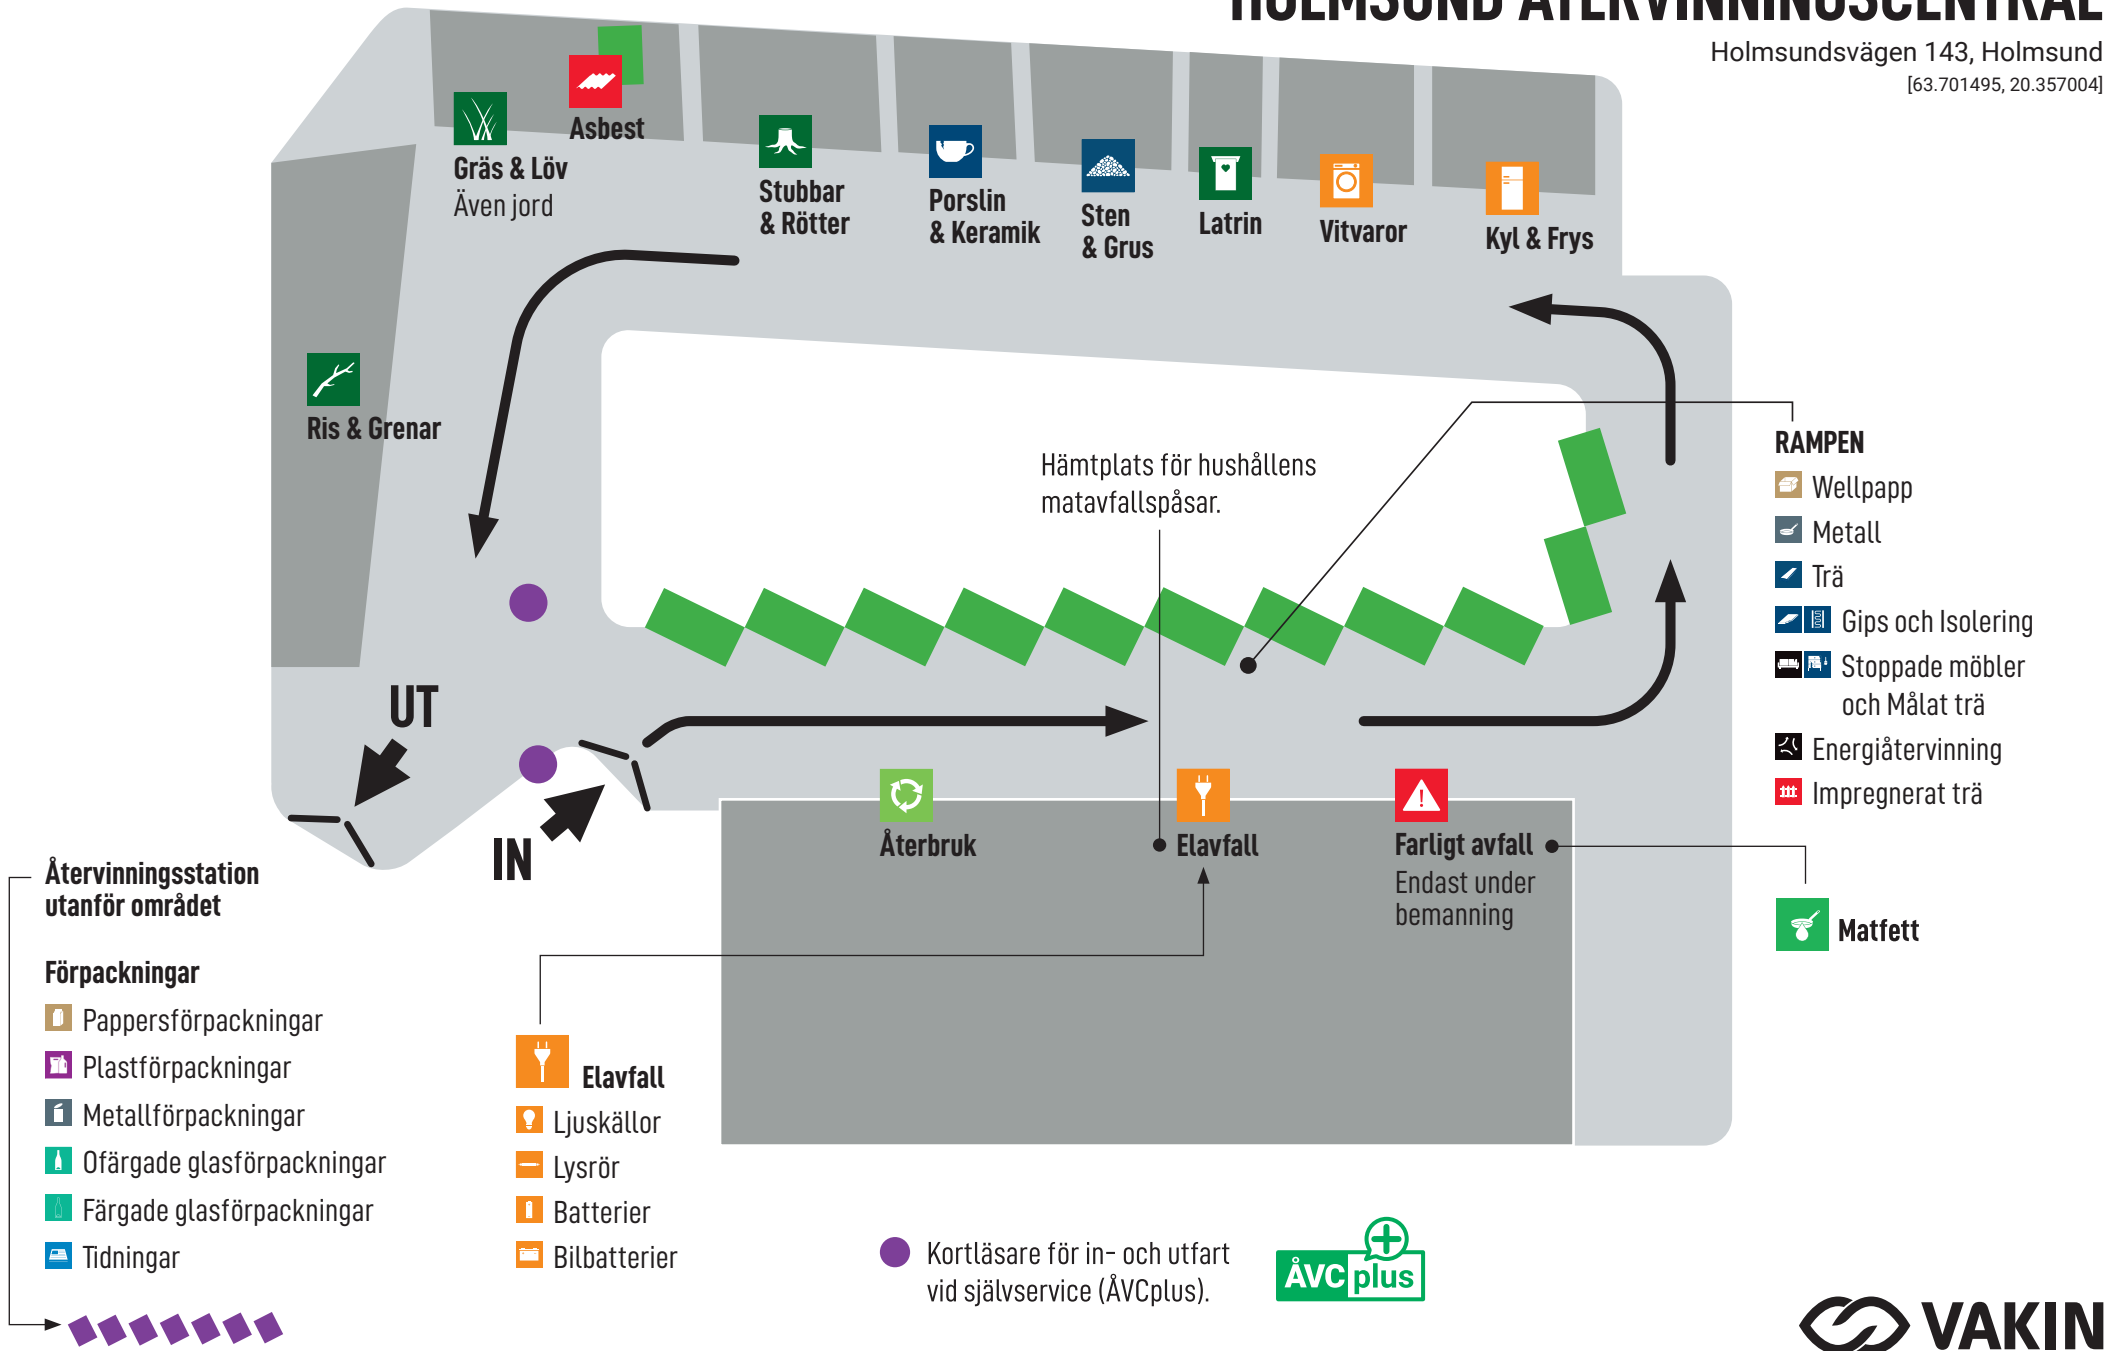 HOLMSUND ÅTERVINNINGSCENTRAL
Holmsundsvägen 143, Holmsund
[63.701495, 20.357004]
Asbest
Gräs & Löv
Även jord
Stubbar
& Rötter
Porslin
& Keramik
Sten
& Grus
Latrin
Vitvaror
Kyl & Frys
Ris & Grenar
Hämtplats för hushållens
matavfallspåsar.
RAMPEN
Wellpapp
Metall
Trä
Gips och Isolering
Stoppade möbler
och Målat trä
Energiåtervinning
Impregnerat trä
UT
IN
Återbruk
Elavfall
Farligt avfall
Endast under
bemanning
Matfett
Återvinningsstation
utanför området
Förpackningar
Pappersförpackningar
Plastförpackningar
Metallförpackningar
Ofärgade glasförpackningar
Färgade glasförpackningar
Tidningar
Elavfall
Ljuskällor
Lysrör
Batterier
Bilbatterier
Kortläsare för in- och utfart
vid självservice (ÅVCplus).
ÅVC plus
VAKIN